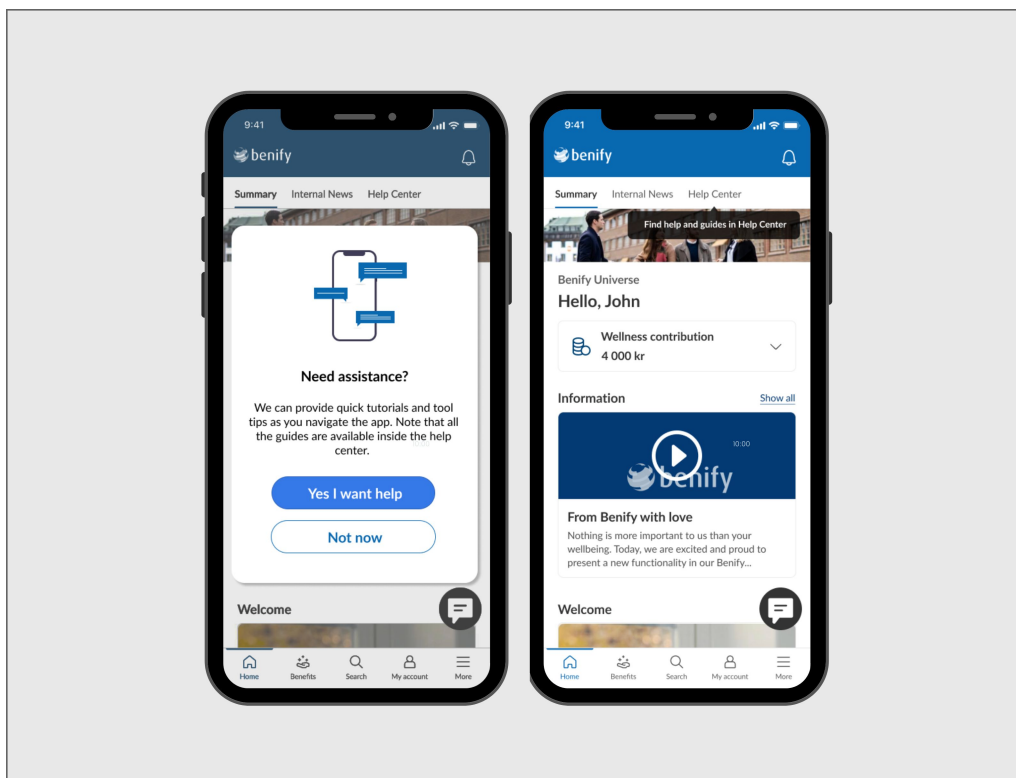 9:41
benify
Summary Internal News Help Center
Need assistance?
We can provide quick tutorials and tool
tips as you navigate the app. Note that all
the guides are available inside the help
center.
Yes I want help
Not now
Welcome
Home Benefits Search My account More
9:41
benify
Summary Internal News Help Center
Find help and guides in Help Center
Benify Universe
Hello, John
Wellness contribution
4 000 kr
Information Show all
10:00
benify
From Benify with love
Nothing is more important to us than your
wellbeing. Today, we are excited and proud to
present a new functionality in our Benify...
Welcome
Home Benefits Search My account More